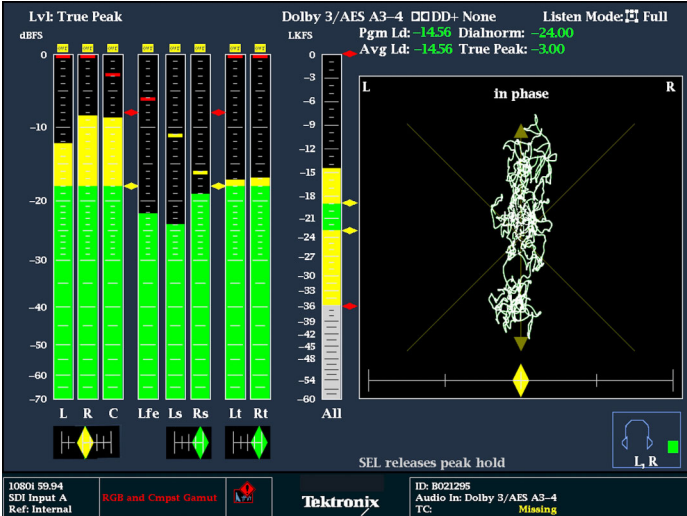 Lvl: True Peak
Dolby 3/AES A3–4 DD+ None
Listen Mode: Full
dBFS
LKFS
Pgm Ld: –14.56 Dialnorm: –24.00
Avg Ld: –14.56 True Peak: –3.00
0
–10
–20
–30
–40
–50
–60
–70
0
–3
–6
–9
–12
–15
–18
–21
–24
–27
–30
–33
–36
–39
–42
–45
–48
–54
–60
L
in phase
R
L R C Lfe Ls Rs Lt Rt All
L, R
SEL releases peak hold
1080i 59.94
SDI Input A
Ref: Internal
RGB and Cmpst Gamut
Tektronix
ID: B021295
Audio In: Dolby 3/AES A3–4
TC: Missing